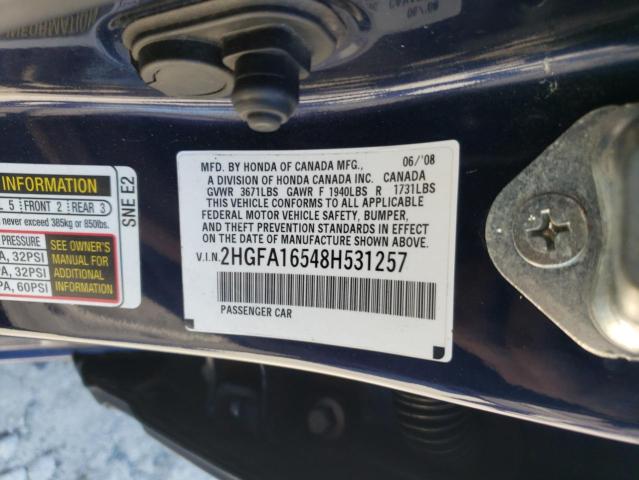 MFD. BY HONDA OF CANADA MFG., 06/'08
A DIVISION OF HONDA CANADA INC. CANADA
GVWR 3671LBS GAWR F 1940LBS R 1731LBS
THIS VEHICLE CONFORMS TO ALL APPLICABLE
FEDERAL MOTOR VEHICLE SAFETY, BUMPER,
AND THEFT PREVENTION STANDARDS IN EFFECT
ON THE DATE OF MANUFACTURE SHOWN ABOVE.
V.I.N. 2HGFA16548H531257
PASSENGER CAR
INFORMATION
L 5 FRONT 2 REAR 3
never exceed 385kg or 850lbs.
PRESSURE
A, 32PSI
PA, 32PSI
PA, 60PSI
SEE OWNER'S
MANUAL FOR
ADDITIONAL
INFORMATION
SNE E2